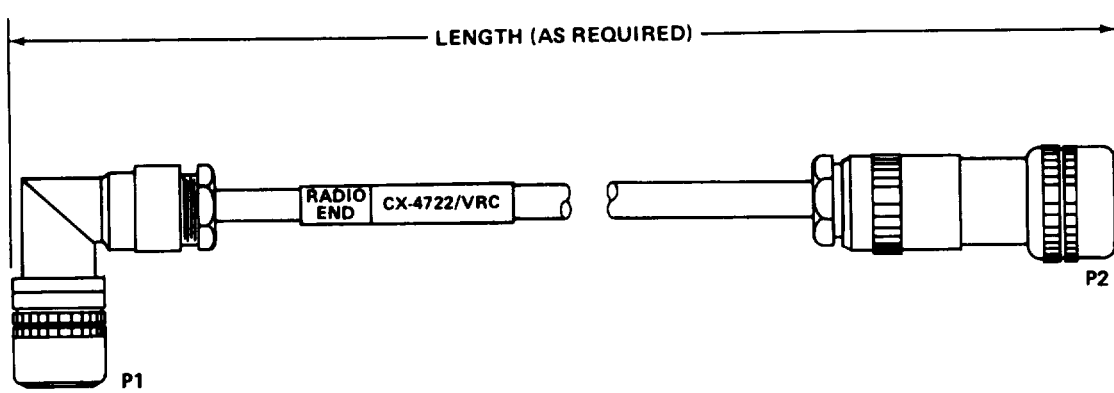 LENGTH (AS REQUIRED)
RADIO
END
CX-4722/VRC
P2
P1